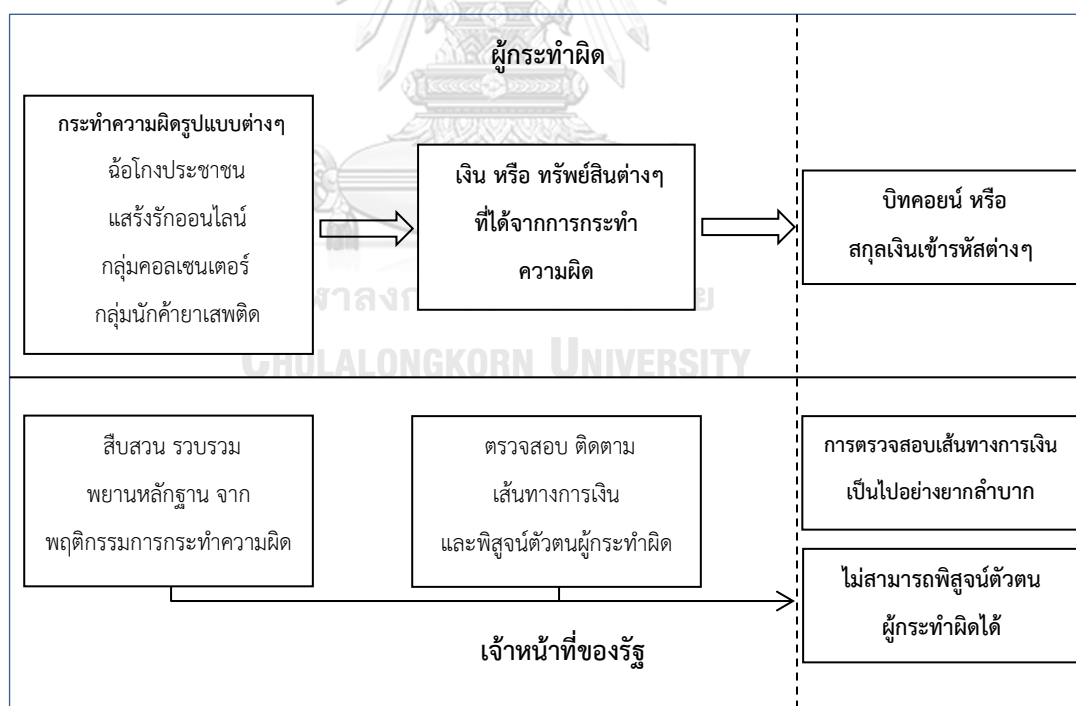 ผู้กระทำผิด
กระทำความผิดรูปแบบต่างๆ
ฉ้อโกงประชาชน
แสร้งรักออนไลน์
กลุ่มคอลเซนเตอร์
กลุ่มนักค้ายาเสพติด
เงิน หรือ ทรัพย์สินต่างๆ
ที่ได้จากการกระทำ
ความผิด
บิทคอยน์ หรือ
สกุลเงินเข้ารหัสต่างๆ
CHULALONGKORN UNIVERSITY
สืบสวน รวบรวม
พยานหลักฐาน จาก
พฤติกรรมการกระทำความผิด
ตรวจสอบ ติดตาม
เส้นทางการเงิน
และพิสูจน์ตัวตนผู้กระทำผิด
การตรวจสอบเส้นทางการเงิน
เป็นไปอย่างยากลำบาก
ไม่สามารถพิสูจน์ตัวตน
ผู้กระทำผิดได้
เจ้าหน้าที่ของรัฐ